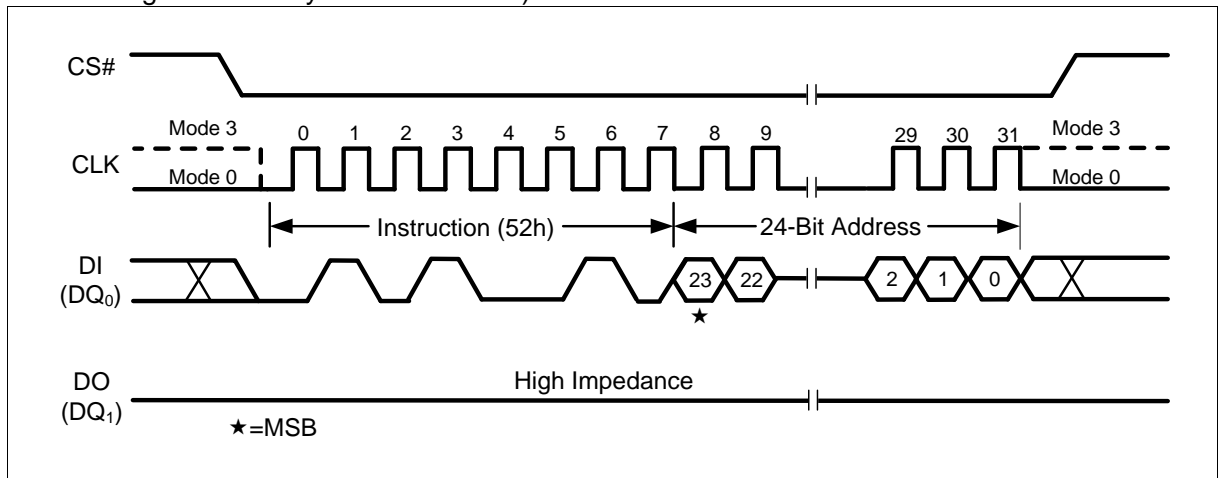 CS#
Mode 3
0 1 2 3 4 5 6 7 8 9 29 30 31
Mode 3
CLK
Mode 0
Mode 0
Instruction (52h)
24-Bit Address
DI
(DQ₀)
23 22 2 1 0
★
DO
(DQ₁)
High Impedance
★=MSB